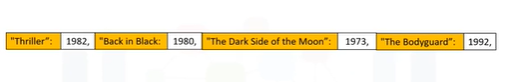 "Thriller": 1982, "Back in Black: 1980, "The Dark Side of the Moon": 1973, "The Bodyguard": 1992,